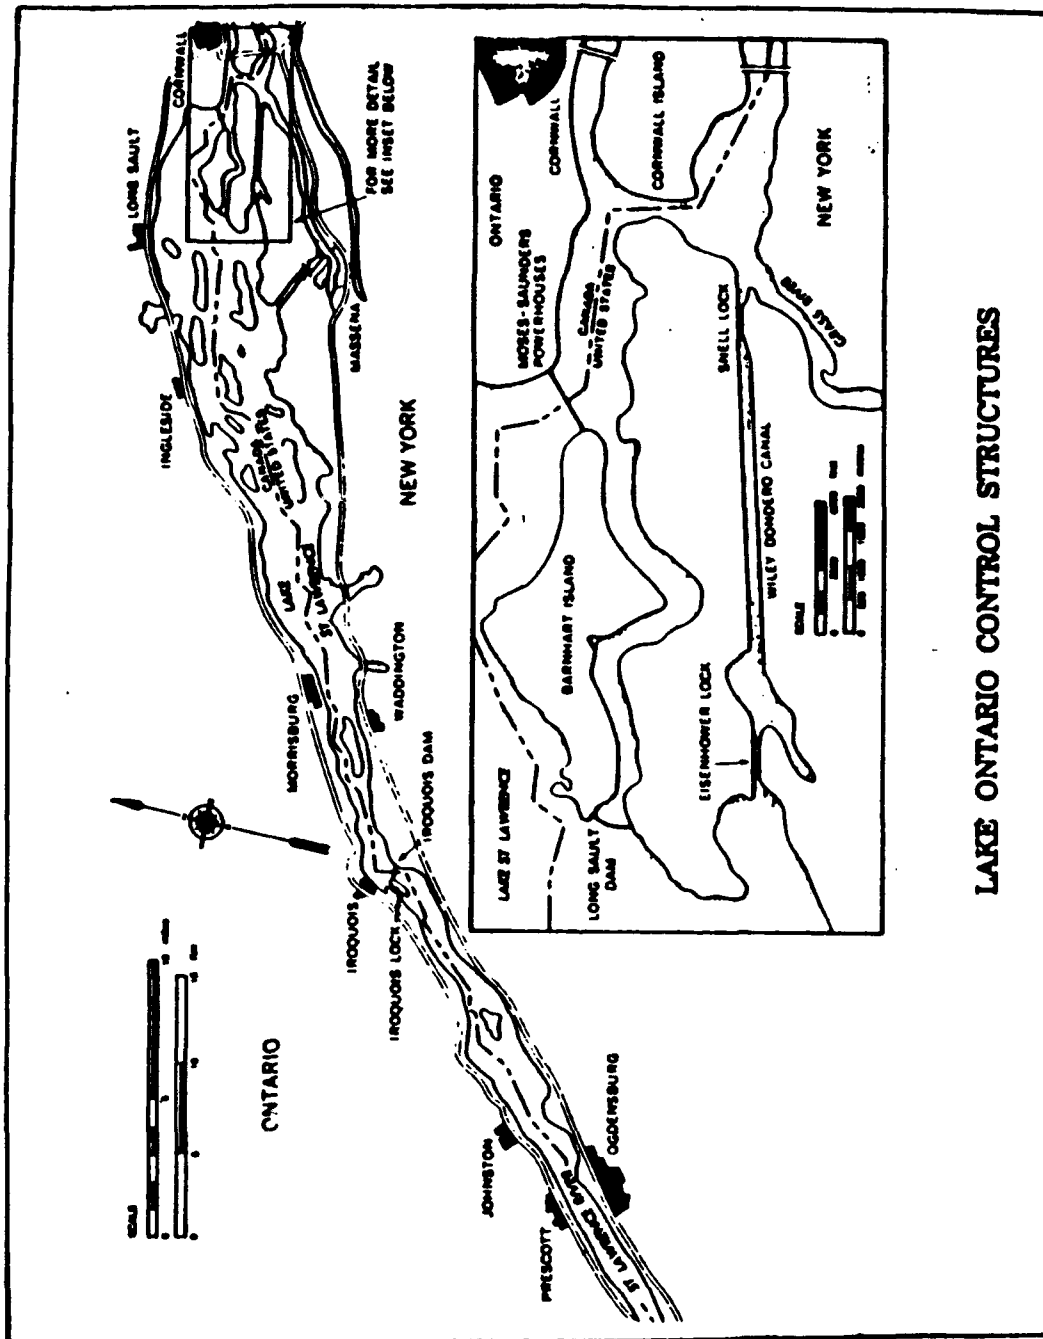 SCALE
ONTARIO
PRESCOTT
JOHNSTON
OGDENSBURG
ST LAWRENCE RIVER
IROQUOIS
IROQUOIS LOCK
IROQUOIS DAM
MORRISBURG
WADDINGTON
LAKE
ST LAWRENCE
CANADA
UNITED STATES
NEW YORK
INGLESIDE
LONG SAULT
MASSENA
CORNWALL
FOR MORE DETAIL
SEE INSET BELOW
LAKE ST LAWRENCE
LONG SAULT
DAM
BARNHART ISLAND
MOSES-SAUNDERS
POWERHOUSES
ONTARIO
CORNWALL
CANADA
UNITED STATES
CORNWALL ISLAND
EISENHOWER LOCK
WILEY DONDERO CANAL
SNELL LOCK
GRASS RIVER
NEW YORK
SCALE
LAKE ONTARIO CONTROL STRUCTURES